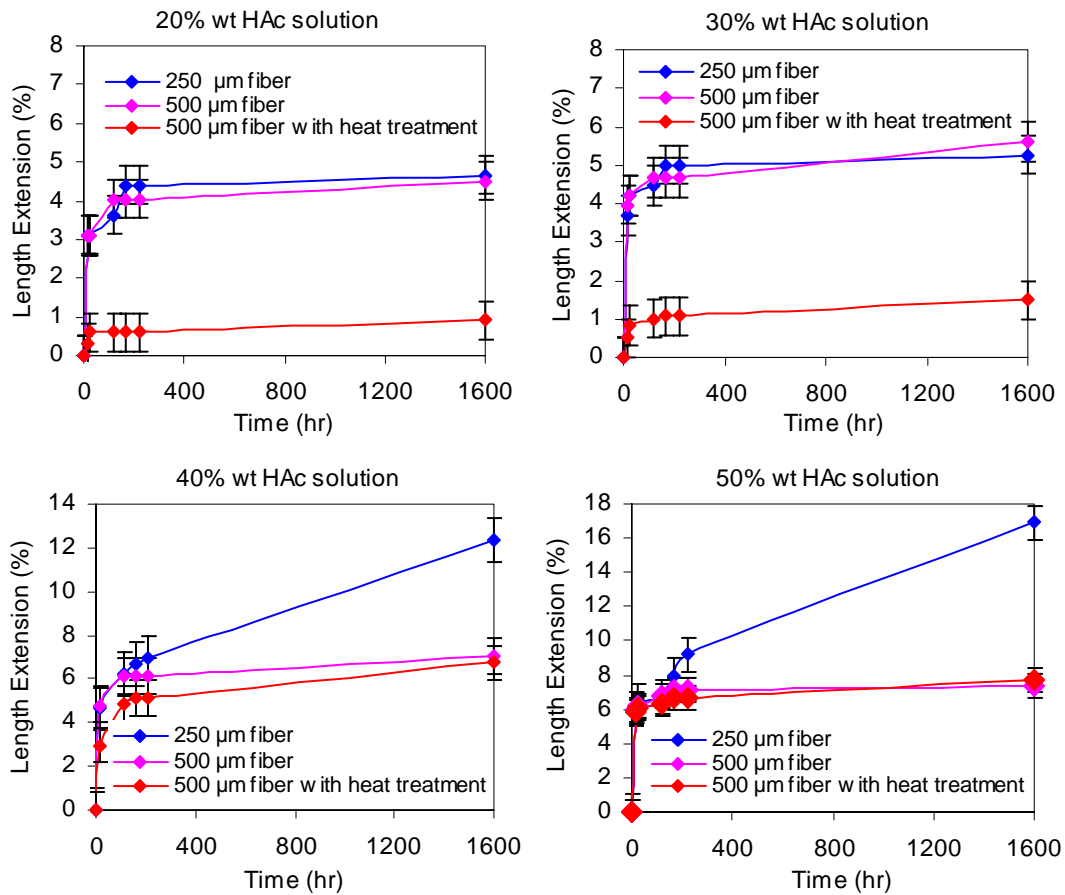 20% wt HAc solution
8
7
6
5
4
3
2
1
0
Length Extension (%)
250 µm fiber
500 µm fiber
500 µm fiber with heat treatment
0 400 800 1200 1600
Time (hr)
30% wt HAc solution
8
7
6
5
4
3
2
1
0
Length Extension (%)
250 µm fiber
500 µm fiber
500 µm fiber with heat treatment
0 400 800 1200 1600
Time (hr)
40% wt HAc solution
14
12
10
8
6
4
2
0
Length Extension (%)
250 µm fiber
500 µm fiber
500 µm fiber with heat treatment
0 400 800 1200 1600
Time (hr)
50% wt HAc solution
18
16
14
12
10
8
6
4
2
0
Length Extension (%)
250 µm fiber
500 µm fiber
500 µm fiber with heat treatment
0 400 800 1200 1600
Time (hr)